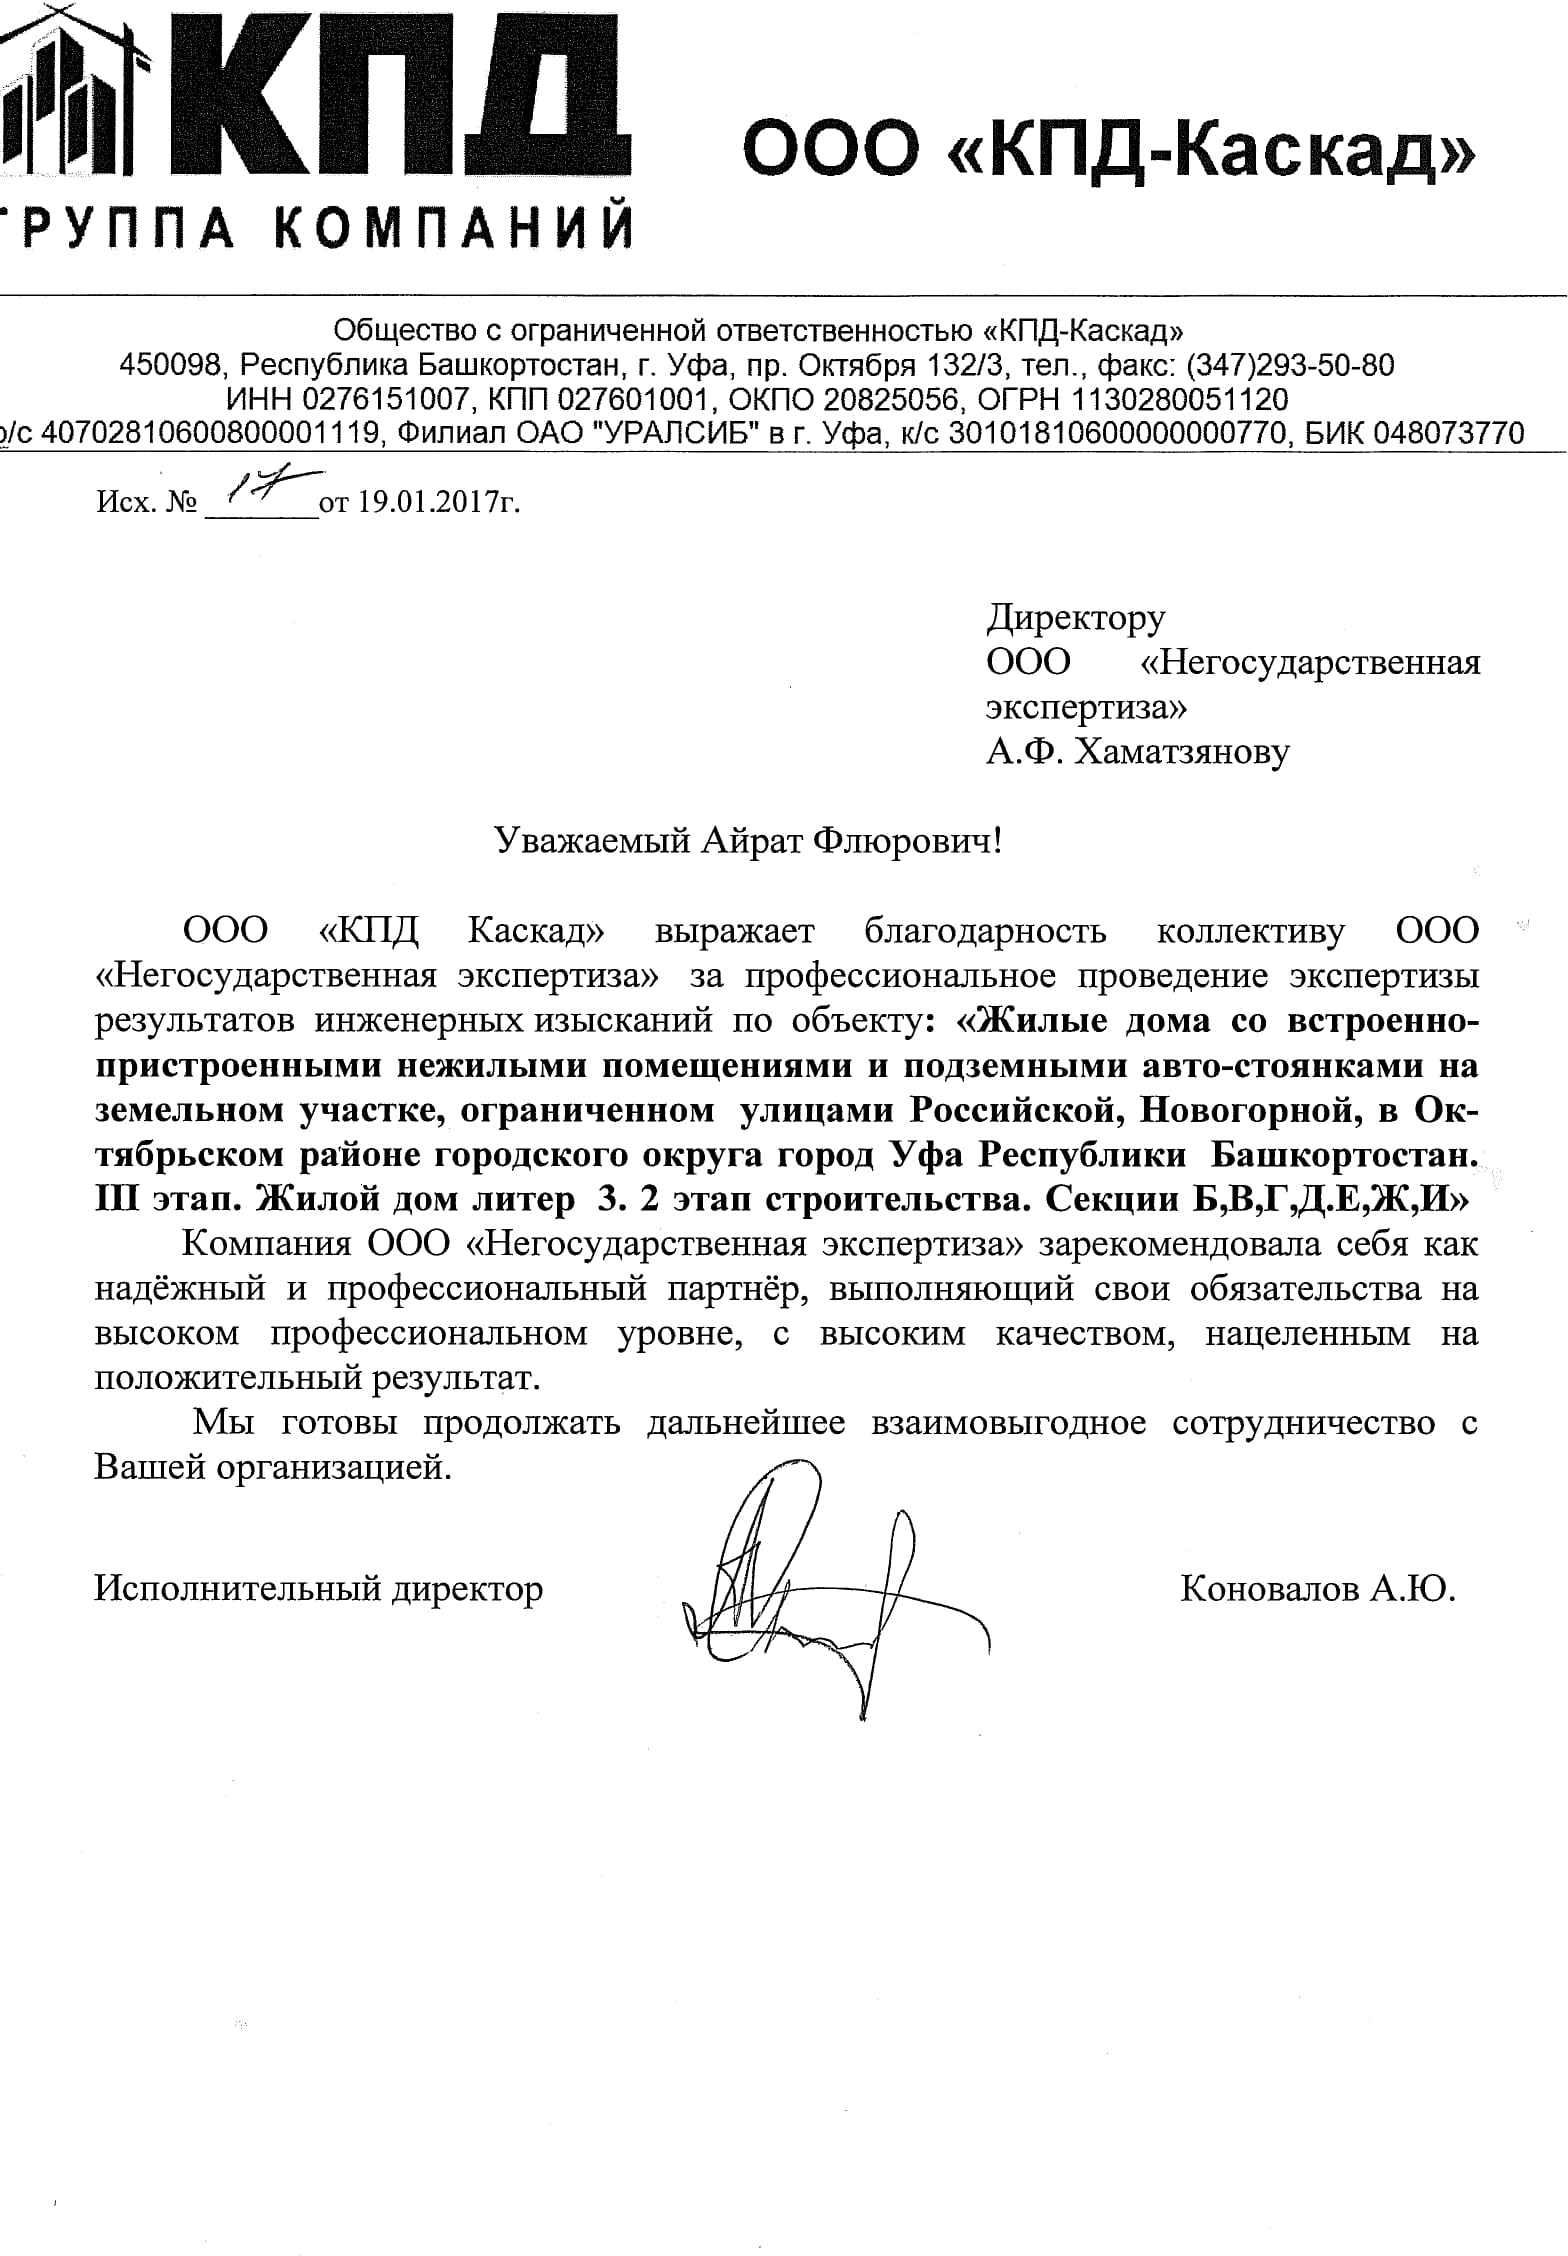 КПД
ГРУППА КОМПАНИЙ
ООО «КПД-Каскад»
Общество с ограниченной ответственностью «КПД-Каскад»
450098, Республика Башкортостан, г. Уфа, пр. Октября 132/3, тел., факс: (347)293-50-80
ИНН 0276151007, КПП 027601001, ОКПО 20825056, ОГРН 1130280051120
р/с 40702810600800001119, Филиал ОАО "УРАЛСИБ" в г. Уфа, к/с 30101810600000000770, БИК 048073770
Исх. № 17 от 19.01.2017г.
Директору
ООО «Негосударственная
экспертиза»
А.Ф. Хаматзянову
Уважаемый Айрат Флюрович!
ООО «КПД Каскад» выражает благодарность коллективу ООО
«Негосударственная экспертиза» за профессиональное проведение экспертизы
результатов инженерных изысканий по объекту: «Жилые дома со встроенно-
пристроенными нежилыми помещениями и подземными авто-стоянками на
земельном участке, ограниченном улицами Российской, Новогорной, в Ок-
тябрьском районе городского округа город Уфа Республики Башкортостан.
III этап. Жилой дом литер 3. 2 этап строительства. Секции Б,В,Г,Д.Е,Ж,И»
Компания ООО «Негосударственная экспертиза» зарекомендовала себя как
надёжный и профессиональный партнёр, выполняющий свои обязательства на
высоком профессиональном уровне, с высоким качеством, нацеленным на
положительный результат.
Мы готовы продолжать дальнейшее взаимовыгодное сотрудничество с
Вашей организацией.
Исполнительный директор Коновалов А.Ю.